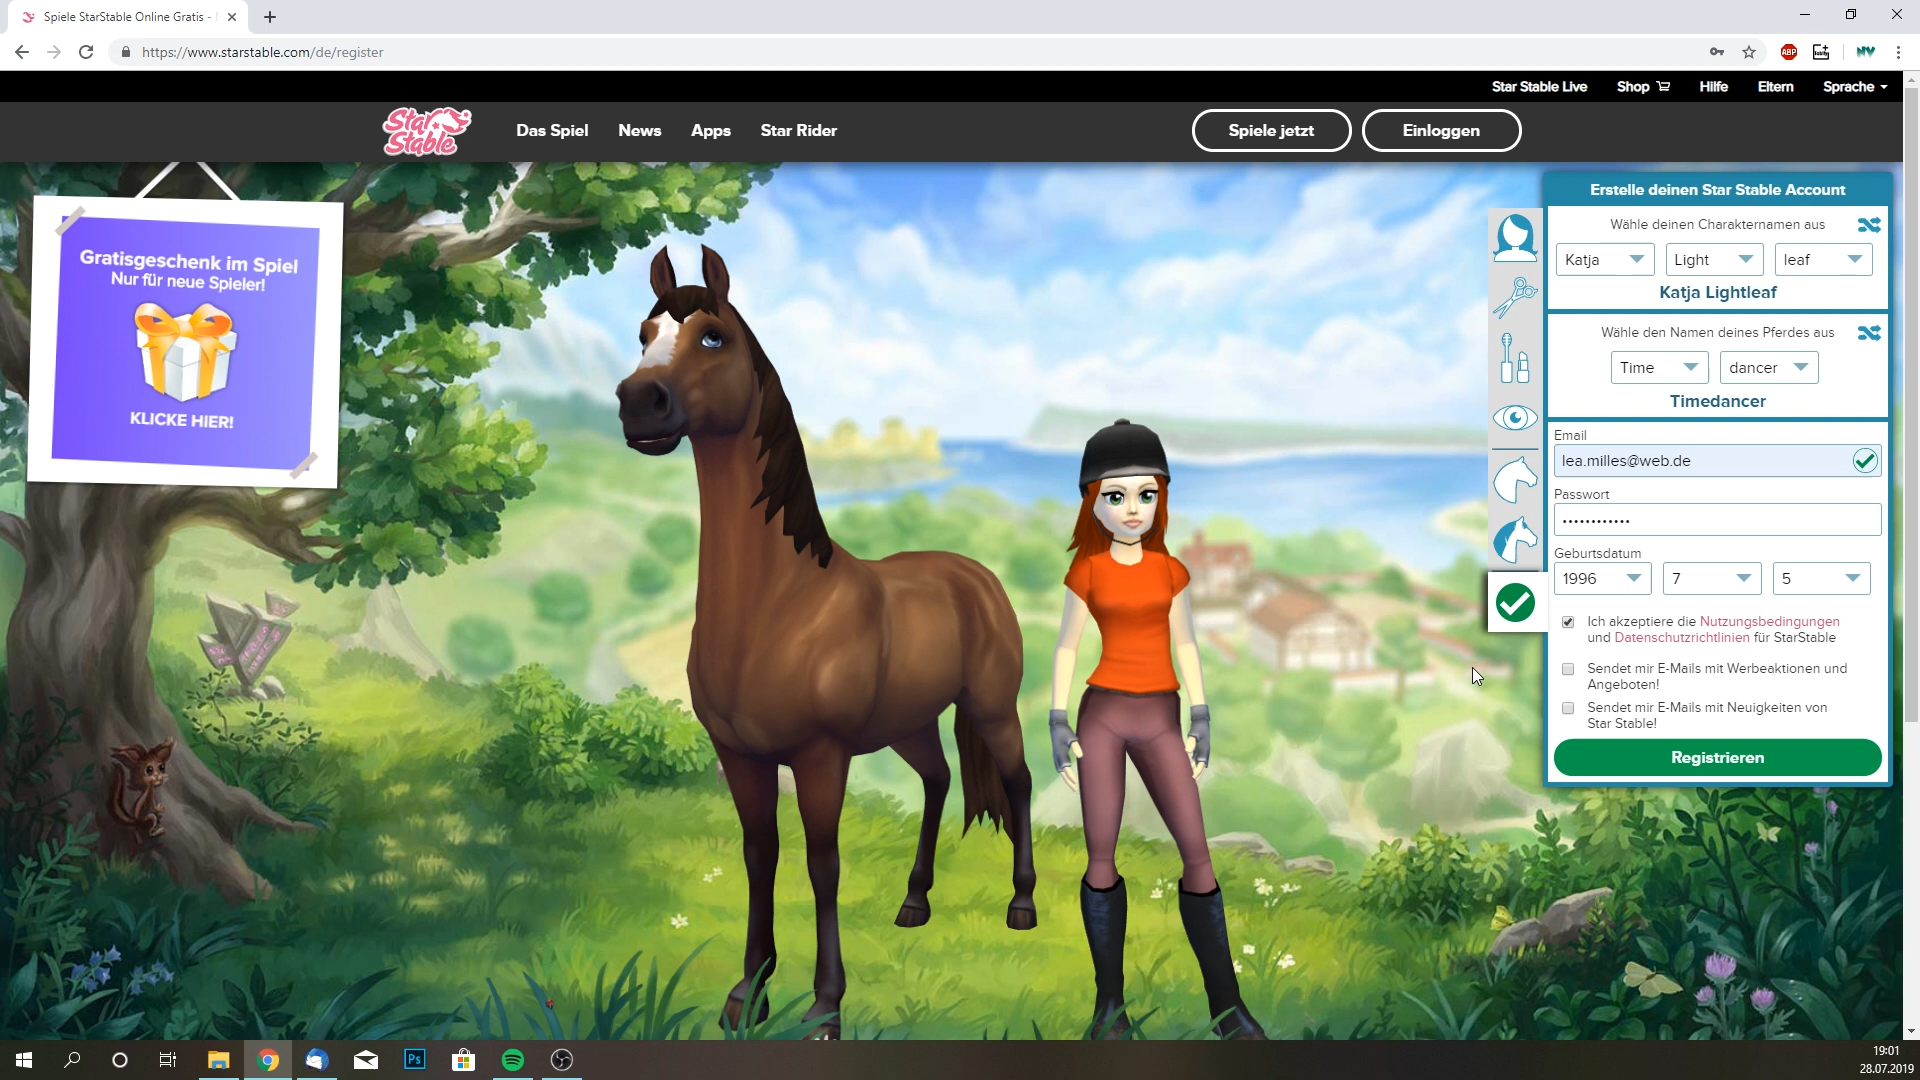 Spiele StarStable Online Gratis -
https://www.starstable.com/de/register
ABP
Star Stable Live
Shop
Hilfe
Eltern
Sprache
Star Stable
Das Spiel
News
Apps
Star Rider
Spiele jetzt
Einloggen
Gratisgeschenk im Spiel
Nur für neue Spieler!
KLICKE HIER!
Erstelle deinen Star Stable Account
Wähle deinen Charakternamen aus
Katja
Light
leaf
Katja Lightleaf
Wähle den Namen deines Pferdes aus
Time
dancer
Timedancer
Email
lea.milles@web.de
Passwort
••••••••••••
Geburtsdatum
1996
7
5
Ich akzeptiere die Nutzungsbedingungen
und Datenschutzrichtlinien für StarStable
Sendet mir E-Mails mit Werbeaktionen und
Angeboten!
Sendet mir E-Mails mit Neuigkeiten von
Star Stable!
Registrieren
Ps
19:01
28.07.2019